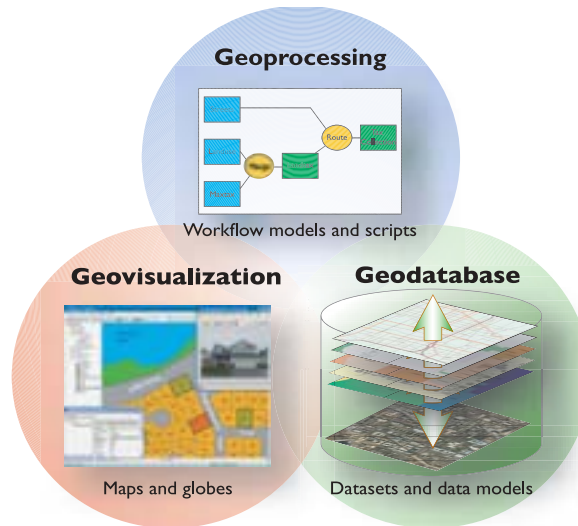 Geoprocessing
Route
Workflow models and scripts
Geovisualization
Geodatabase
Maps and globes
Datasets and data models